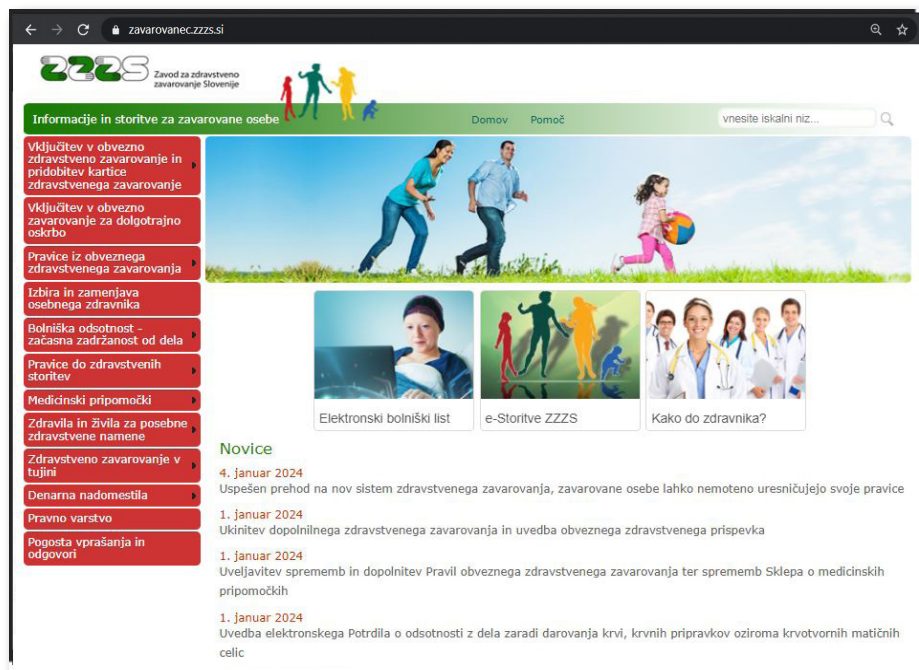 zavarovanec.zzzs.si
ZZZS
Zavod za zdravstveno
zavarovanje Slovenije
Informacije in storitve za zavarovane osebe
Domov
Pomoč
vnesite iskalni niz...
Vključitev v obvezno
zdravstveno zavarovanje in
pridobitev kartice
zdravstvenega zavarovanje
Vključitev v obvezno
zavarovanje za dolgotrajno
oskrbo
Pravice iz obveznega
zdravstvenega zavarovanja
Izbira in zamenjava
osebnega zdravnika
Bolniška odsotnost -
začasna zadržanost od dela
Pravice do zdravstvenih
storitev
Medicinski pripomočki
Zdravila in živila za posebne
zdravstvene namene
Zdravstveno zavarovanje v
tujini
Denarna nadomestila
Pravno varstvo
Pogosta vprašanja in
odgovori
Elektronski bolniški list
e-Storitve ZZZS
Kako do zdravnika?
Novice
4. januar 2024
Uspešen prehod na nov sistem zdravstvenega zavarovanja, zavarovane osebe lahko nemoteno uresničujejo svoje pravice
1. januar 2024
Ukinitev dopolnilnega zdravstvenega zavarovanja in uvedba obveznega zdravstvenega prispevka
1. januar 2024
Uveljavitev sprememb in dopolnitev Pravil obveznega zdravstvenega zavarovanja ter sprememb Sklepa o medicinskih
pripomočkih
1. januar 2024
Uvedba elektronskega Potrdila o odsotnosti z dela zaradi darovanja krvi, krvnih pripravkov oziroma krvotvornih matičnih
celic